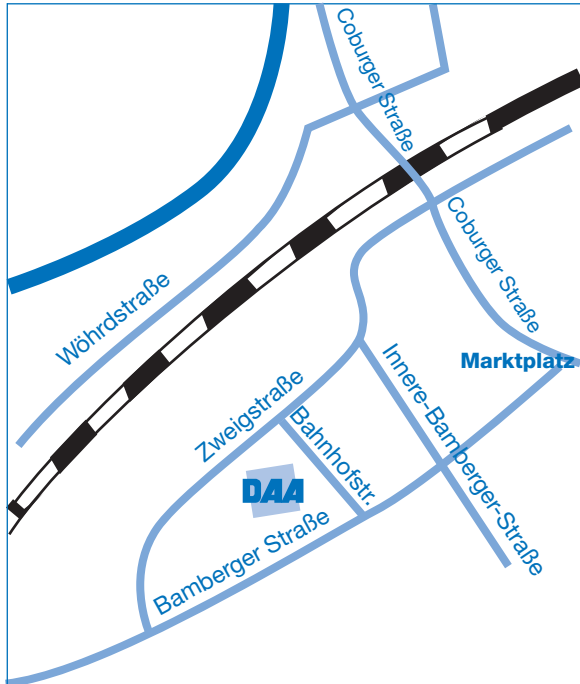 Coburger Straße
Coburger Straße
Wöhrdstraße
Marktplatz
Innere-Bamberger-Straße
Zweigstraße
Bahnhofstr.
DAA
Bamberger Straße